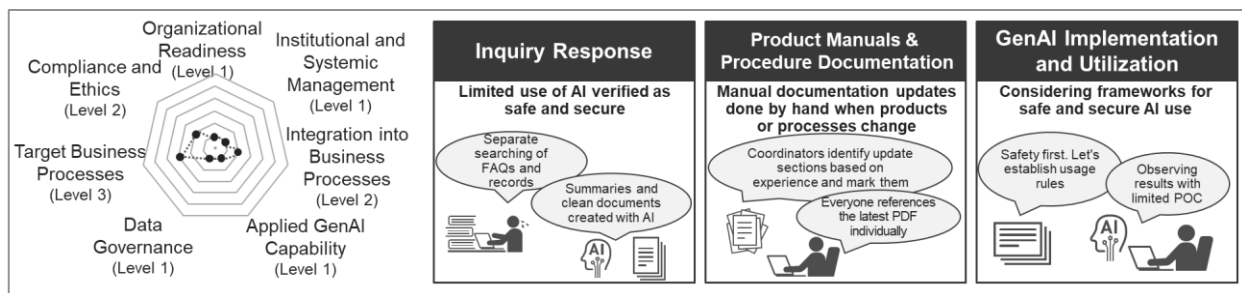 Organizational
Readiness
(Level 1)
Institutional and
Systemic
Management
(Level 1)
Compliance and
Ethics
(Level 2)
Integration into
Business
Processes
(Level 2)
Target Business
Processes
(Level 3)
Data
Governance
(Level 1)
Applied GenAI
Capability
(Level 1)
Inquiry Response
Limited use of AI verified as
safe and secure
Separate
searching of
FAQs and
records
Summaries and
clean documents
created with AI
AI
Product Manuals &
Procedure Documentation
Manual documentation updates
done by hand when products
or processes change
Coordinators identify update
sections based on
experience and mark them
Everyone references
the latest PDF
individually
GenAI Implementation
and Utilization
Considering frameworks for
safe and secure AI use
Safety first. Let's
establish usage
rules
Observing
results with
limited POC
AI